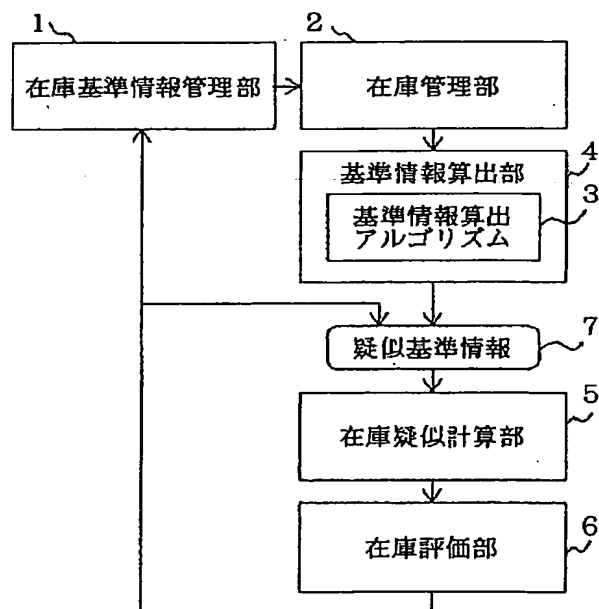 1
在庫基準情報管理部
2
在庫管理部
4
基準情報算出部
3
基準情報算出
アルゴリズム
7
疑似基準情報
5
在庫疑似計算部
6
在庫評価部